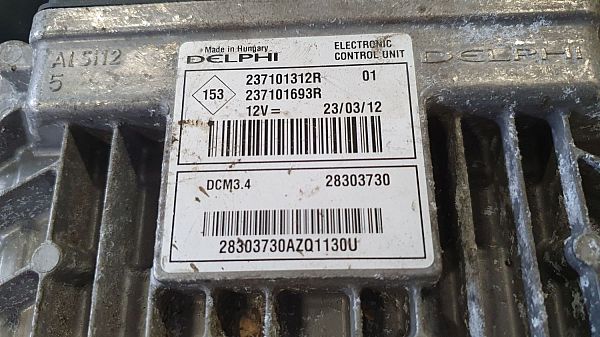 Made in Hungary
DELPHI
ELECTRONIC
CONTROL UNIT
153
237101312R 01
237101693R
12V= 23/03/12
DCM3.4 28303730
28303730AZQ1130U
Al 5112
5
DELPHI